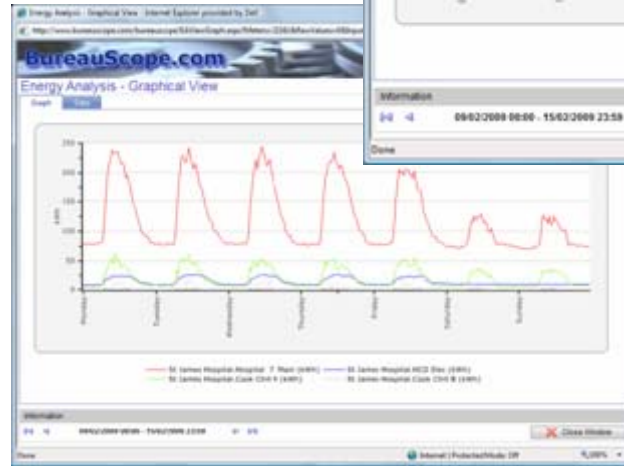 Energy Analysis - Graphical View - Internet Explorer provided by Dell
BureauScope.com
Energy Analysis - Graphical View
Graph
Information
09/02/2009 00:00 - 15/02/2009 23:59
Done
250
200
150
100
50
0
kWh
Monday
Tuesday
Wednesday
Thursday
Friday
Saturday
Sunday
St James Hospital Hospital 7 Main (kWh)
St James Hospital MCD Elec (kWh)
St James Hospital Cook Chill F (kWh)
St James Hospital Cook Chill B (kWh)
Information
09/02/2009 00:00 - 15/02/2009 23:59
Close Window
Done
Internet | Protected Mode: Off
100%